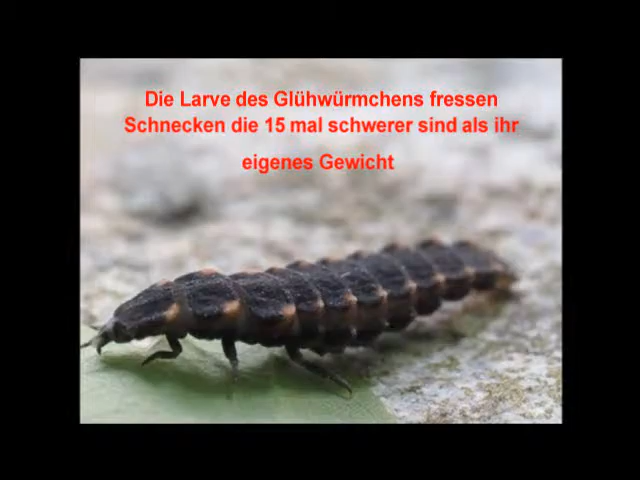 Die Larve des Glühwürmchens fressen
Schnecken die 15 mal schwerer sind als ihr
eigenes Gewicht